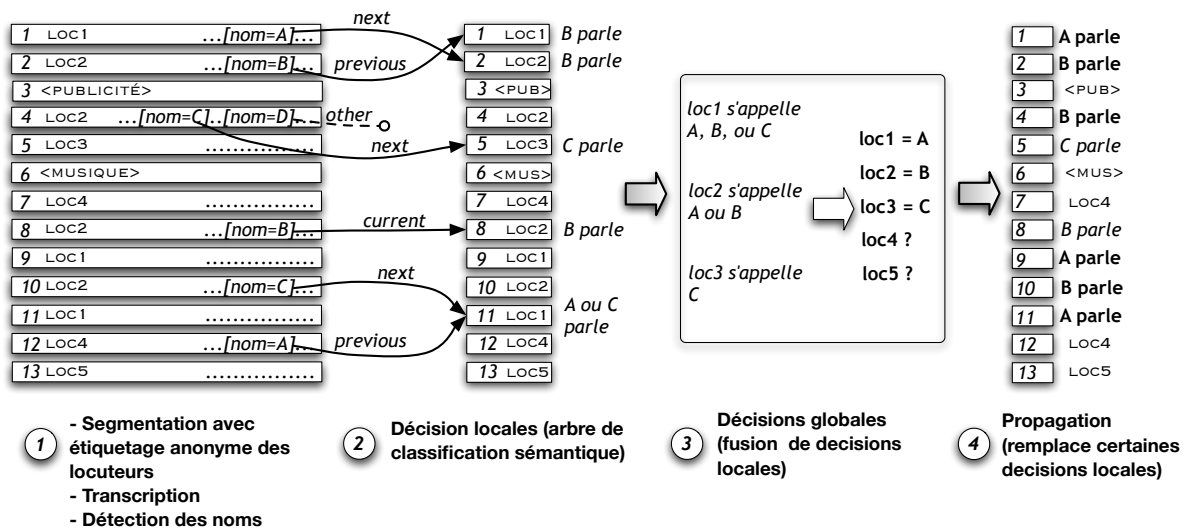 next
1 LOC1 ...[nom=A]...
2 LOC2 ...[nom=B]...
previous
3 <PUBLICITÉ>
4 LOC2 ...[nom=C]..[nom=D]...
other
5 LOC3 ................
next
6 <MUSIQUE>
7 LOC4 ................
8 LOC2 ...[nom=B]...
current
9 LOC1 ................
next
10 LOC2 ...[nom=C]...
11 LOC1 ................
12 LOC4 ...[nom=A]...
previous
13 LOC5 ................
1 LOC1 B parle
2 LOC2 B parle
3 <PUB>
4 LOC2
5 LOC3 C parle
6 <MUS>
7 LOC4
8 LOC2 B parle
9 LOC1
10 LOC2
A ou C
11 LOC1
parle
12 LOC4
13 LOC5
loc1 s'appelle
A, B, ou C
loc2 s'appelle
A ou B
loc3 s'appelle
C
loc1 = A
loc2 = B
loc3 = C
loc4 ?
loc5 ?
1 A parle
2 B parle
3 <PUB>
4 B parle
5 C parle
6 <MUS>
7 LOC4
8 B parle
9 A parle
10 B parle
11 A parle
12 LOC4
13 LOC5
1
- Segmentation avec
étiquetage anonyme des
locuteurs
- Transcription
- Détection des noms
2
Décision locales (arbre de
classification sémantique)
3
Décisions globales
(fusion de decisions
locales)
4
Propagation
(remplace certaines
decisions locales)